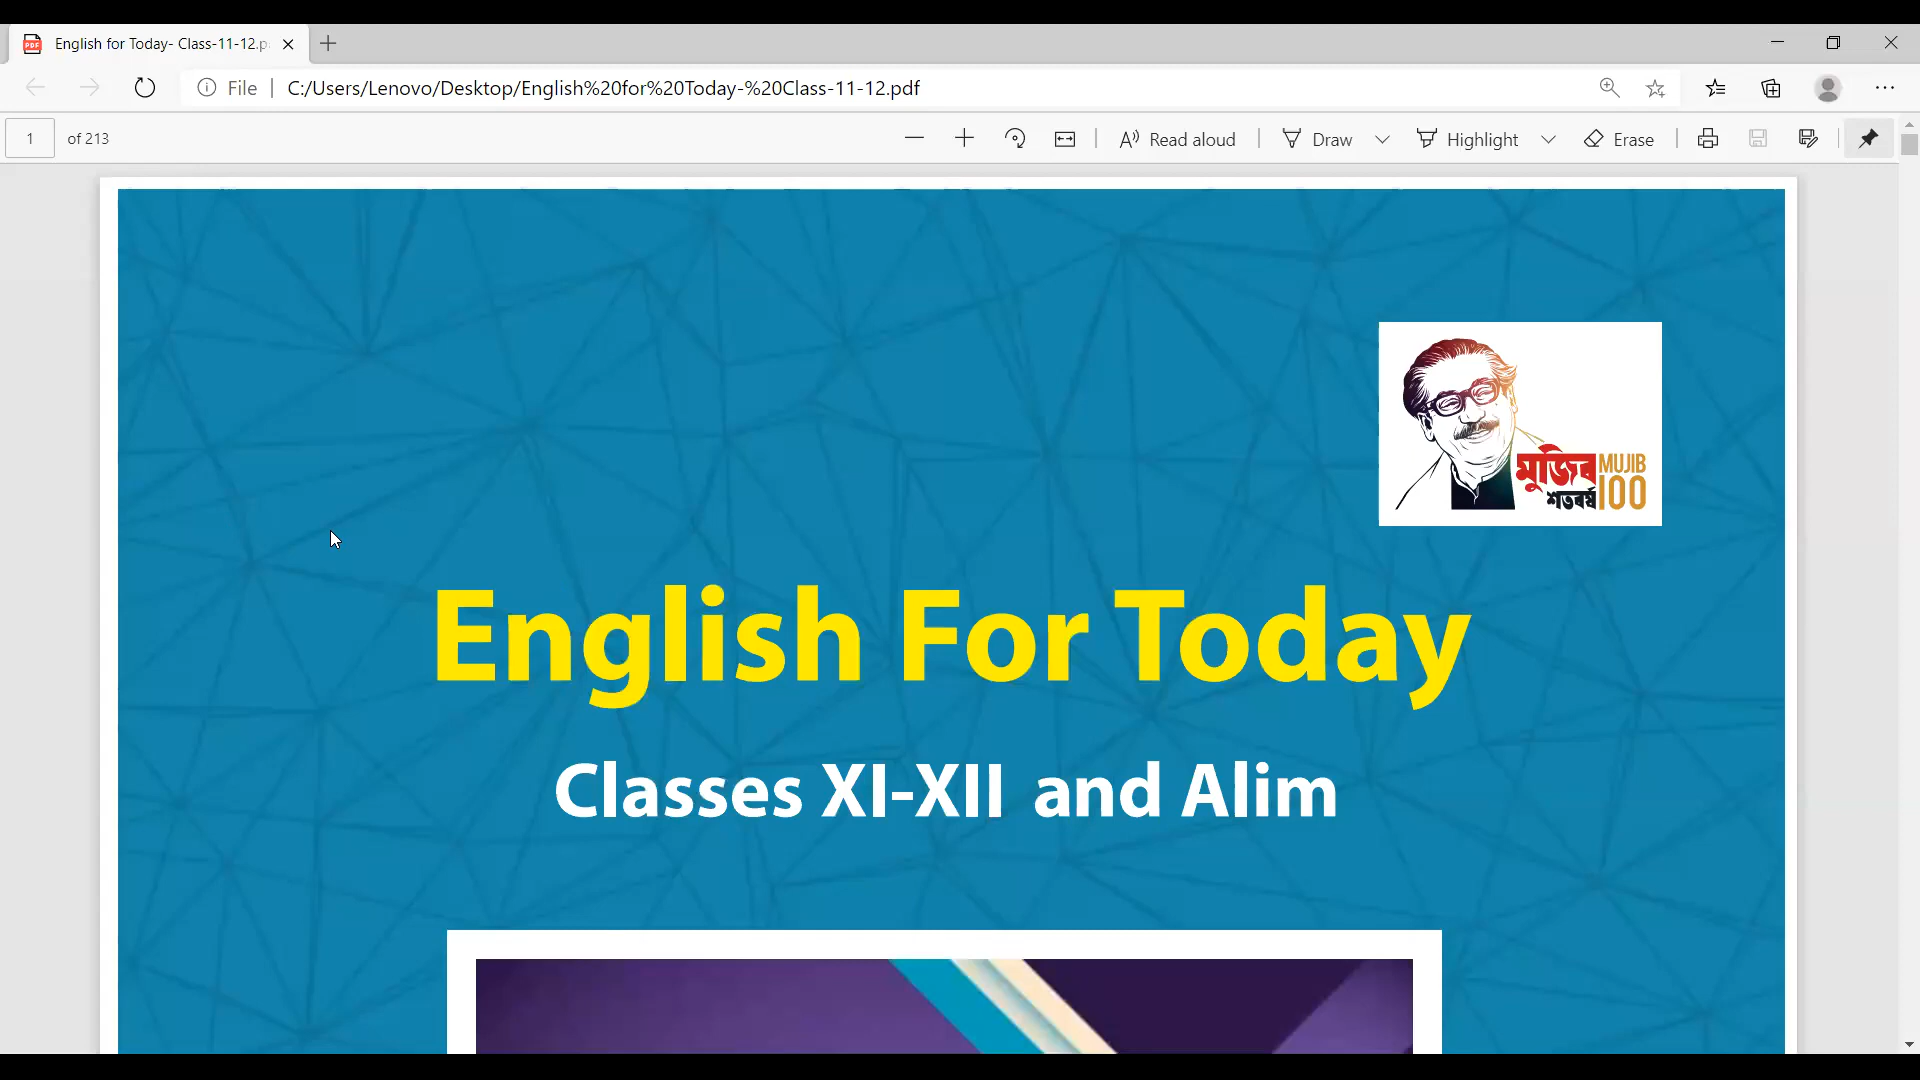 English for Today- Class-11-12.p
File | C:/Users/Lenovo/Desktop/English%20for%20Today-%20Class-11-12.pdf
1 of 213 Read aloud Draw Highlight Erase
মুজিব MUJIB
শতবর্ষ 100
English For Today
Classes XI-XII and Alim